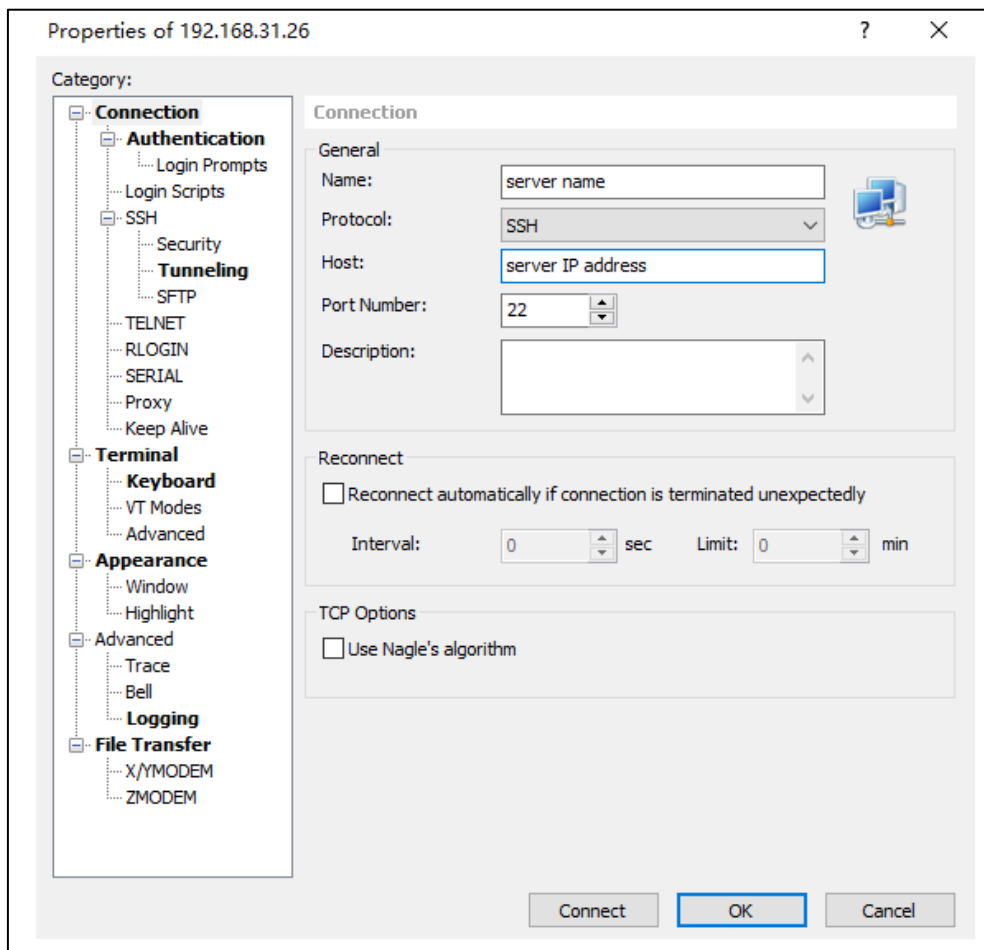 Properties of 192.168.31.26
Category:
Connection
Authentication
Login Prompts
Login Scripts
SSH
Security
Tunneling
SFTP
TELNET
RLOGIN
SERIAL
Proxy
Keep Alive
Terminal
Keyboard
VT Modes
Advanced
Appearance
Window
Highlight
Advanced
Trace
Bell
Logging
File Transfer
X/YMODEM
ZMODEM
Connection
General
Name: server name
Protocol: SSH
Host: server IP address
Port Number: 22
Description:
Reconnect
Reconnect automatically if connection is terminated unexpectedly
Interval: 0 sec Limit: 0 min
TCP Options
Use Nagle's algorithm
Connect OK Cancel